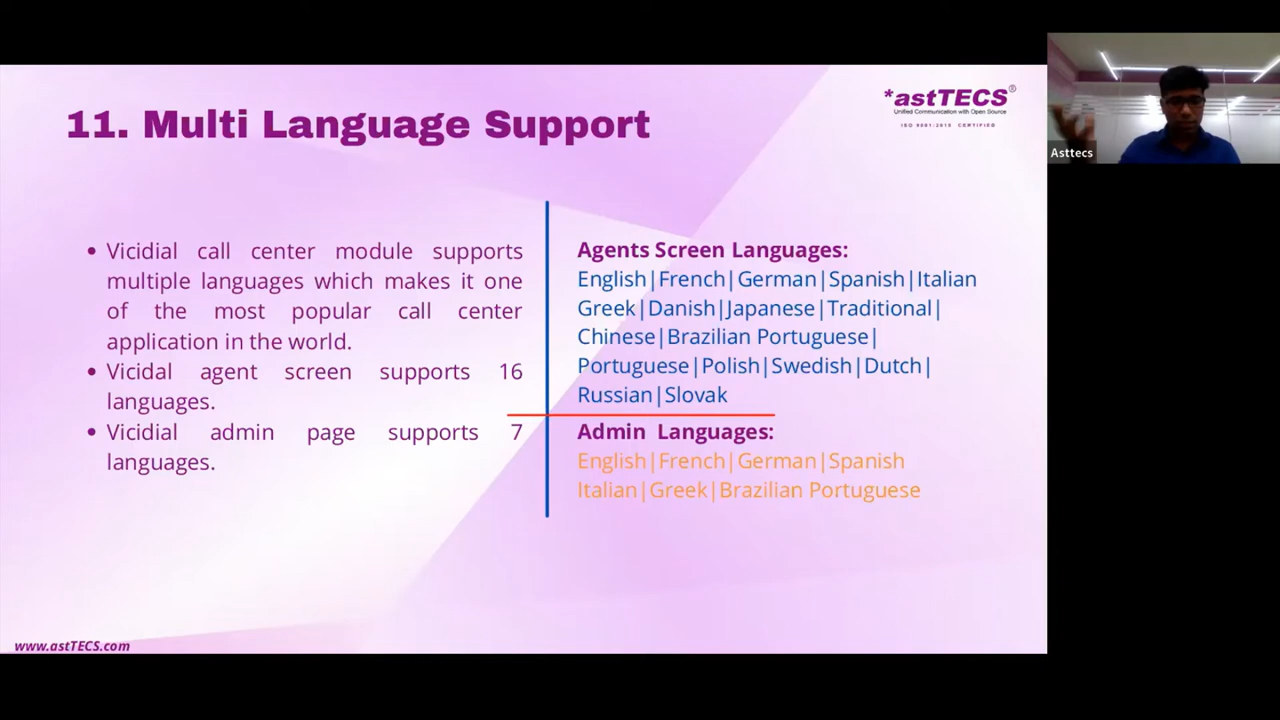 11. Multi Language Support
*astTECS®
Unified Communication with Open Source
ISO 9001:2015 CERTIFIED
Asttecs
• Vicidial call center module supports
multiple languages which makes it one
of the most popular call center
application in the world.
• Vicidal agent screen supports 16
languages.
• Vicidial admin page supports 7
languages.
Agents Screen Languages:
English|French|German|Spanish|Italian
Greek|Danish|Japanese|Traditional|
Chinese|Brazilian Portuguese|
Portuguese|Polish|Swedish|Dutch|
Russian|Slovak
Admin Languages:
English|French|German|Spanish
Italian|Greek|Brazilian Portuguese
www.astTECS.com